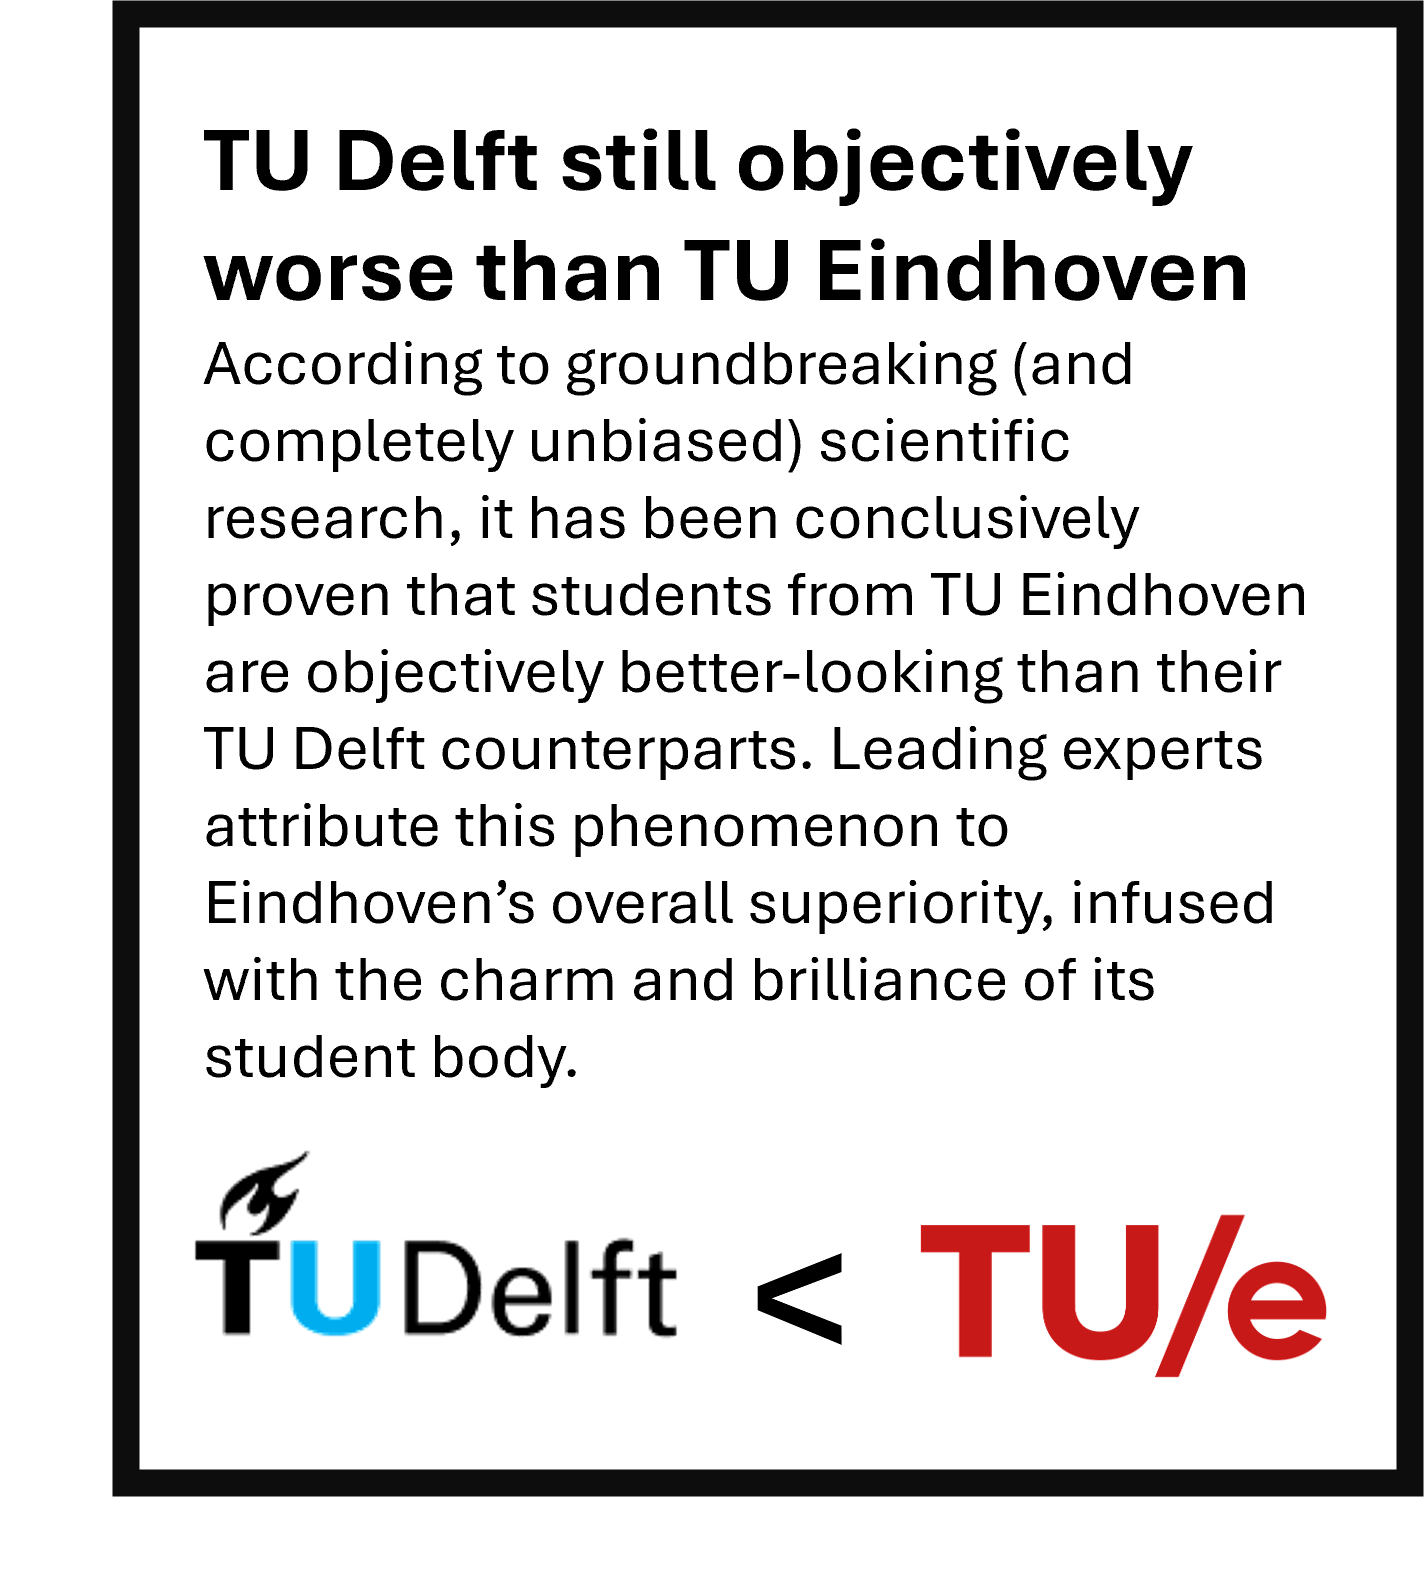 TU Delft still objectively
worse than TU Eindhoven
According to groundbreaking (and
completely unbiased) scientific
research, it has been conclusively
proven that students from TU Eindhoven
are objectively better-looking than their
TU Delft counterparts. Leading experts
attribute this phenomenon to
Eindhoven’s overall superiority, infused
with the charm and brilliance of its
student body.
TU Delft < TU/e